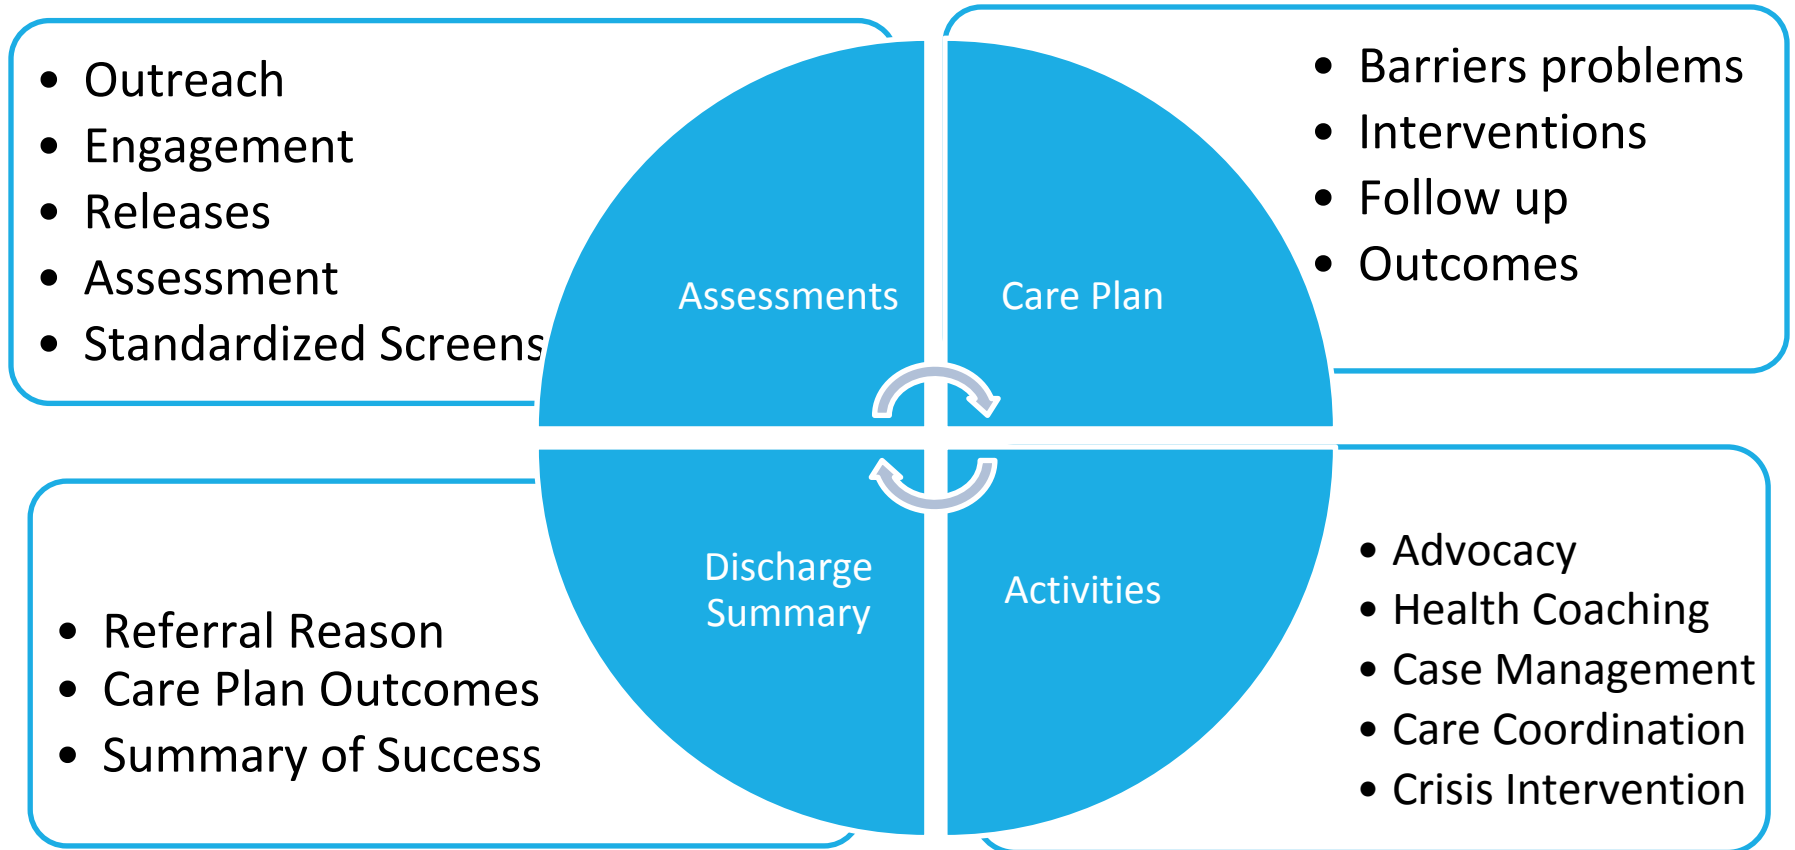 • Outreach
• Engagement
• Releases
• Assessment
• Standardized Screens
Assessments
Care Plan
• Barriers problems
• Interventions
• Follow up
• Outcomes
• Referral Reason
• Care Plan Outcomes
• Summary of Success
Discharge
Summary
Activities
• Advocacy
• Health Coaching
• Case Management
• Care Coordination
• Crisis Intervention